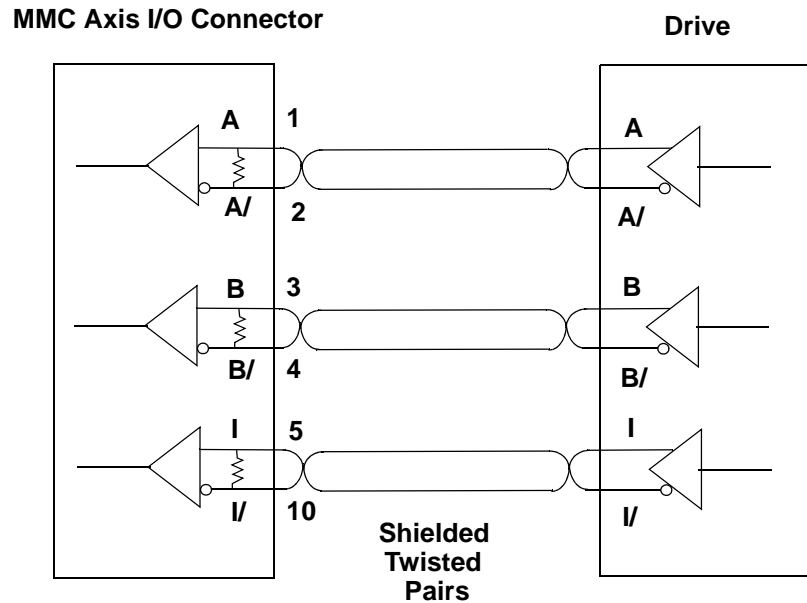 MMC Axis I/O Connector
Drive
A
1
A
A/
2
A/
B
3
B
B/
4
B/
I
5
I
I/
10
I/
Shielded
Twisted
Pairs